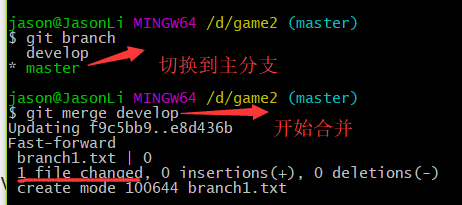 jason@JasonLi MINGW64 /d/game2 (master)
$ git branch
develop
* master 切换到主分支
jason@JasonLi MINGW64 /d/game2 (master)
$ git merge develop 开始合并
Updating f9c5bb9..e8d436b
Fast-forward
branch1.txt | 0
1 file changed, 0 insertions(+), 0 deletions(-)
create mode 100644 branch1.txt